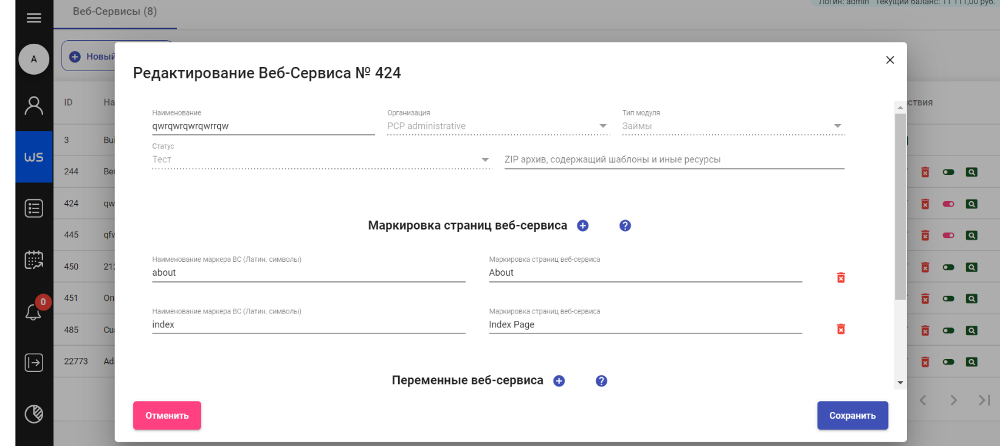 Веб-Сервисы (8)
Логин: admin Текущий баланс: 11 111,00 руб.
A
Новый
Редактирование Веб-Сервиса № 424
ID
На
ствия
Наименование
Организация
Тип модуля
qwrqwrqwrqwrrqw
PCP administrative
Займы
3
Bui
Статус
WS
Тест
ZIP архив, содержащий шаблоны и иные ресурсы
244
Ве
424
qw
Маркировка страниц веб-сервиса
445
qfv
Наименование маркера ВС (Латин. символы)
Маркировка страниц веб-сервиса
450
212
about
About
451
Оп
0
Наименование маркера ВС (Латин. символы)
Маркировка страниц веб-сервиса
index
Index Page
485
Cu
22773
Ad
Переменные веб-сервиса
Отменить
Сохранить